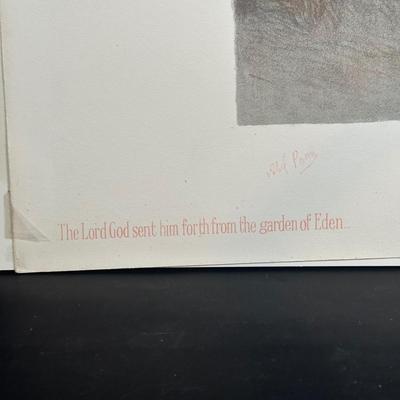 The Lord God sent him forth from the garden of Eden...